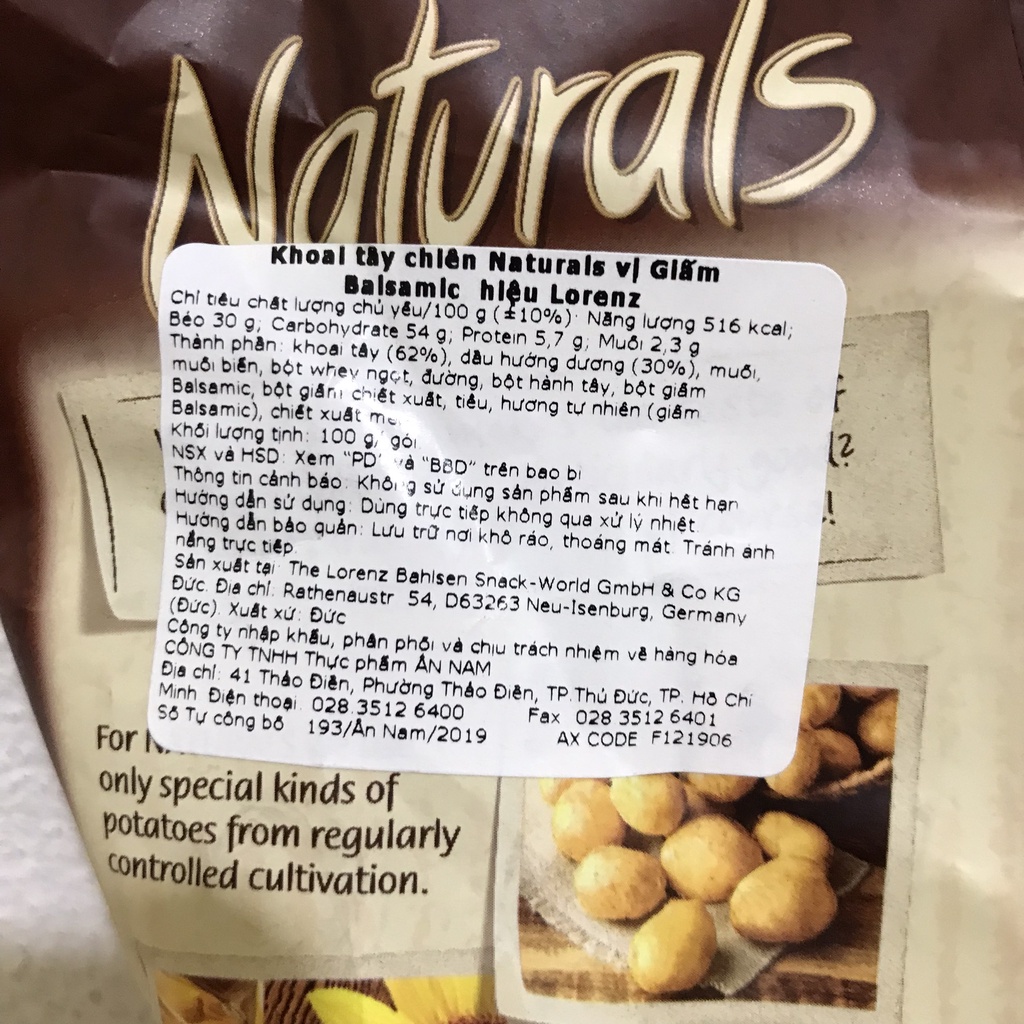 Naturals
Khoai tây chiên Naturals vị Giấm
Balsamic hiệu Lorenz
Chỉ tiêu chất lượng chủ yếu/100 g (±10%): Năng lượng 516 kcal;
Béo 30 g; Carbohydrate 54 g; Protein 5,7 g; Muối 2,3 g
Thành phần: khoai tây (62%), dầu hướng dương (30%), muối,
muối biển, bột whey ngọt, đường, bột hành tây, bột giấm
Balsamic, bột giấm chiết xuất, tiêu, hương tự nhiên (giấm
Balsamic), chiết xuất
Khối lượng tịnh: 100 g/ gói
NSX và HSD: Xem "PD" và "BBD" trên bao bì
Thông tin cảnh báo: Không sử dụng sản phẩm sau khi hết hạn
Hướng dẫn sử dụng: Dùng trực tiếp không qua xử lý nhiệt.
Hướng dẫn bảo quản: Lưu trữ nơi khô ráo, thoáng mát. Tránh ánh
nắng trực tiếp.
Sản xuất tại: The Lorenz Bahlsen Snack-World GmbH & Co KG
Đức. Địa chỉ: Rathenaustr 54, D63263 Neu-Isenburg, Germany
(Đức). Xuất xứ: Đức
Công ty nhập khẩu, phân phối và chịu trách nhiệm về hàng hóa
CÔNG TY TNHH Thực phẩm ÂN NAM
Địa chỉ: 41 Thảo Điền, Phường Thảo Điền, TP.Thủ Đức, TP. Hồ Chí
Minh Điện thoại: 028.3512 6400 Fax 028 3512 6401
Số Tự công bố 193/Ân Nam/2019 AX CODE F121906
For
only special kinds of
potatoes from regularly
controlled cultivation.